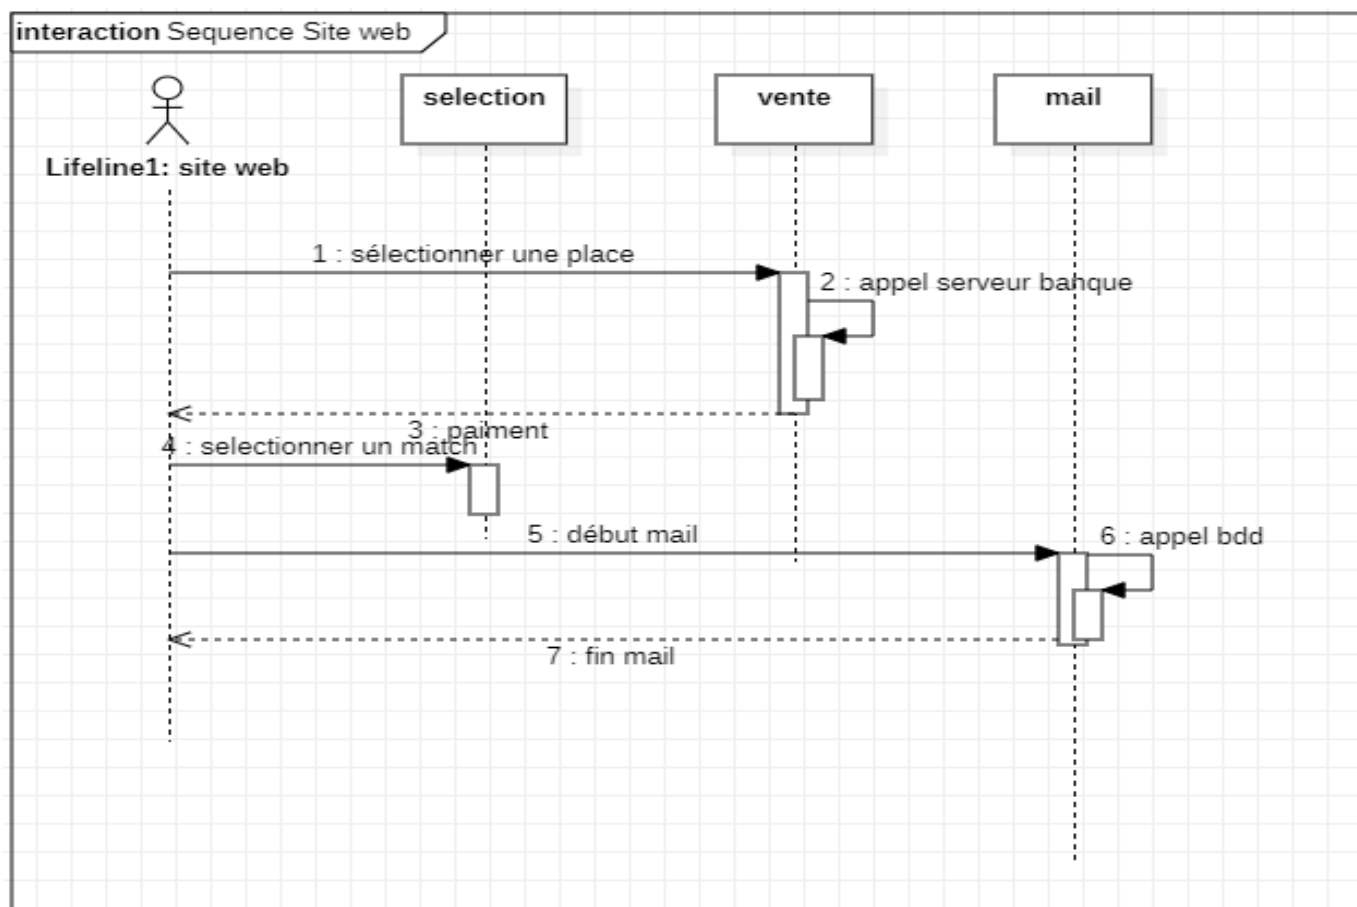 interaction Sequence Site web
selection
vente
mail
Lifeline1: site web
1 : sélectionner une place
2 : appel serveur banque
3 : paiment
4 : selectionner un match
5 : début mail
6 : appel bdd
7 : fin mail